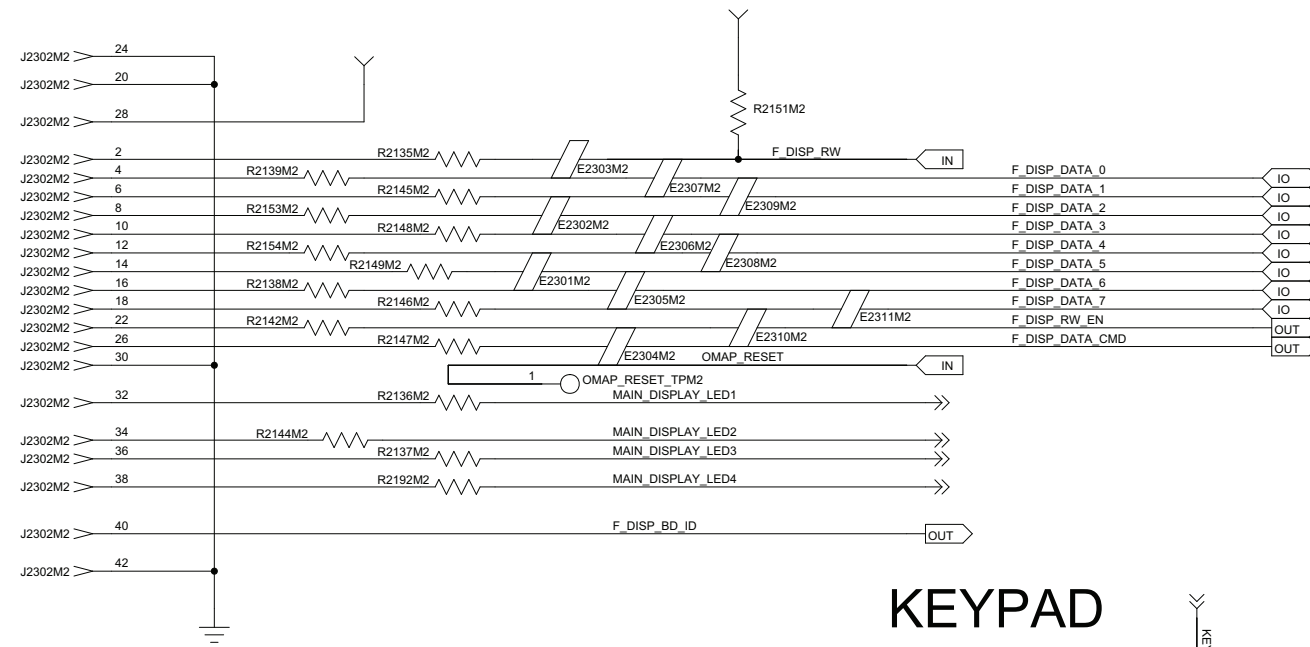 J2302M2 24
J2302M2 20
J2302M2 28
R2151M2
J2302M2 2 R2135M2 E2303M2 F_DISP_RW IN
J2302M2 4 R2139M2 E2307M2 F_DISP_DATA_0 IO
J2302M2 6 R2145M2 E2309M2 F_DISP_DATA_1 IO
J2302M2 8 R2153M2 E2302M2 F_DISP_DATA_2 IO
J2302M2 10 R2148M2 E2306M2 F_DISP_DATA_3 IO
J2302M2 12 R2154M2 E2308M2 F_DISP_DATA_4 IO
J2302M2 14 R2149M2 E2301M2 F_DISP_DATA_5 IO
J2302M2 16 R2138M2 E2305M2 F_DISP_DATA_6 IO
J2302M2 18 R2146M2 E2311M2 F_DISP_DATA_7 IO
J2302M2 22 R2142M2 E2310M2 F_DISP_RW_EN OUT
J2302M2 26 R2147M2 E2304M2 F_DISP_DATA_CMD OUT
J2302M2 30 OMAP_RESET IN
1 OMAP_RESET_TPM2
J2302M2 32 R2136M2 MAIN_DISPLAY_LED1
J2302M2 34 R2144M2 MAIN_DISPLAY_LED2
J2302M2 36 R2137M2 MAIN_DISPLAY_LED3
J2302M2 38 R2192M2 MAIN_DISPLAY_LED4
J2302M2 40 F_DISP_BD_ID OUT
J2302M2 42
KEYPAD